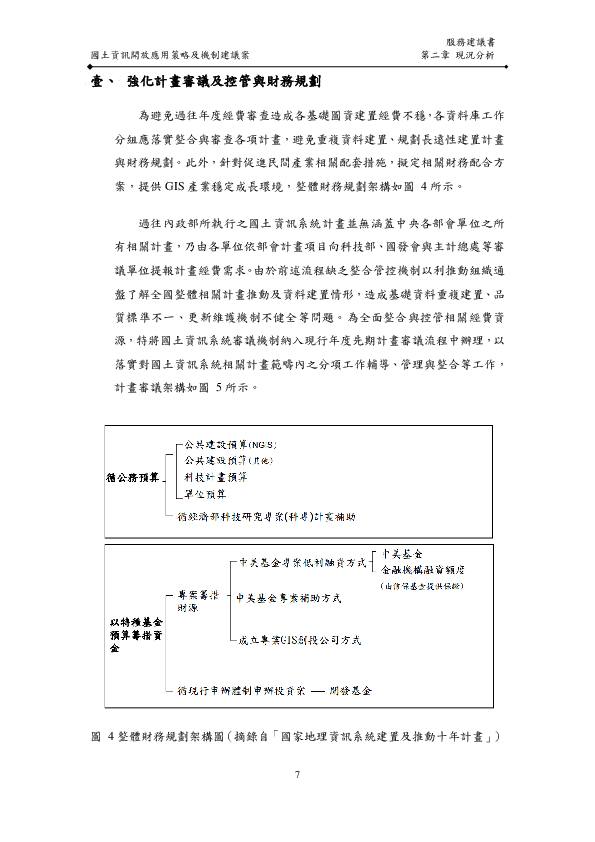 服務建議書
國土資訊開放應用策略及機制建議案
第二章 現況分析
壹、 強化計畫審議及控管與財務規劃
為避免過往年度經費審查造成各基礎圖資建置經費不穩，各資料庫工作
分組應落實整合與審查各項計畫，避免重複資料建置、規劃長遠性建置計畫
與財務規劃。此外，針對促進民間產業相關配套措施，擬定相關財務配合方
案，提供 GIS 產業穩定成長環境，整體財務規劃架構如圖 4 所示。
過往內政部所執行之國土資訊系統計畫並無涵蓋中央各部會單位之所
有相關計畫，乃由各單位依部會計畫項目向科技部、國發會與主計總處等審
議單位提報計畫經費需求。由於前述流程缺乏整合管控機制以利推動組織通
盤了解全國整體相關計畫推動及資料建置情形，造成基礎資料重複建置、品
質標準不一、更新維護機制不健全等問題。為全面整合與控管相關經費資
源，特將國土資訊系統審議機制納入現行年度先期計畫審議流程中辦理，以
落實對國土資訊系統相關計畫範疇內之分項工作輔導、管理與整合等工作，
計畫審議架構如圖 5 所示。
公共建設預算(NGIS)
公共建設預算(其他)
循公務預算
科技計畫預算
單位預算
循經濟部科技研究專案(科專)計畫補助
中美基金
中美基金專案低利融資方式
金融機構融資額度
(由信保基金提供保證)
專案籌措
財源
中美基金專案補助方式
以特種基金
預算籌措資
金
成立專業GIS創投公司方式
循現行申辦體制申辦投資案 — 開發基金
圖 4 整體財務規劃架構圖（摘錄自「國家地理資訊系統建置及推動十年計畫」）
7